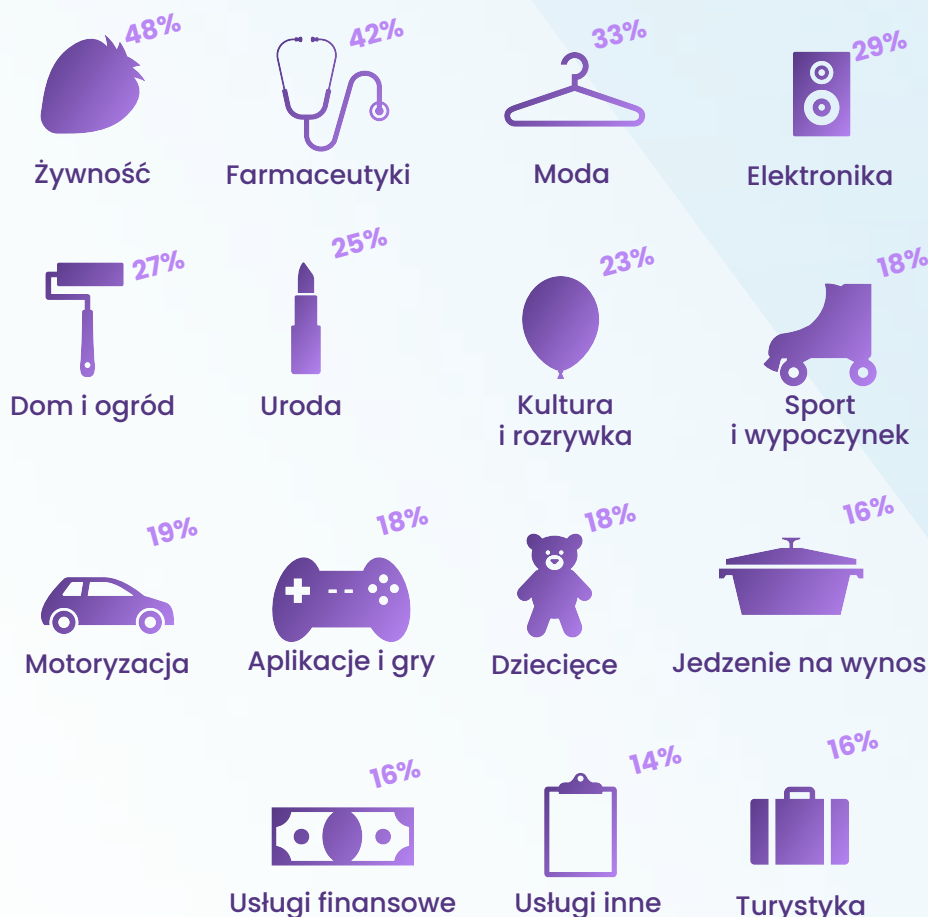 48%
Żywność
42%
Farmaceutyki
33%
Moda
29%
Elektronika
27%
Dom i ogród
25%
Uroda
23%
Kultura
i rozrywka
18%
Sport
i wypoczynek
19%
Motoryzacja
18%
Aplikacje i gry
18%
Dziecięce
16%
Jedzenie na wynos
16%
Usługi finansowe
14%
Usługi inne
16%
Turystyka